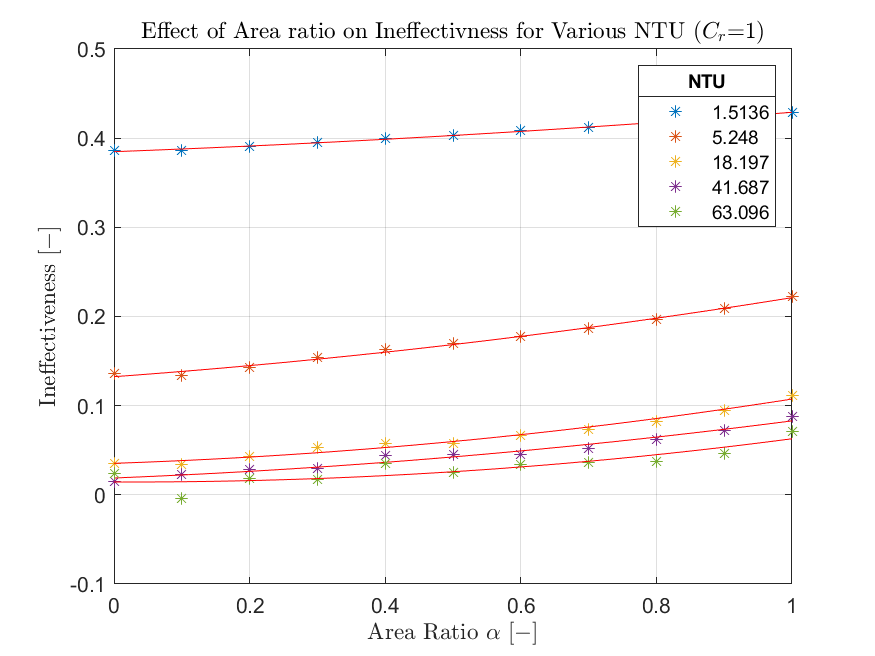 Effect of Area ratio on Ineffectivness for Various NTU (C_r=1)
0.5
0.4
0.3
0.2
0.1
0
-0.1
Ineffectiveness [−]
NTU
1.5136
5.248
18.197
41.687
63.096
0 0.2 0.4 0.6 0.8 1
Area Ratio α [−]